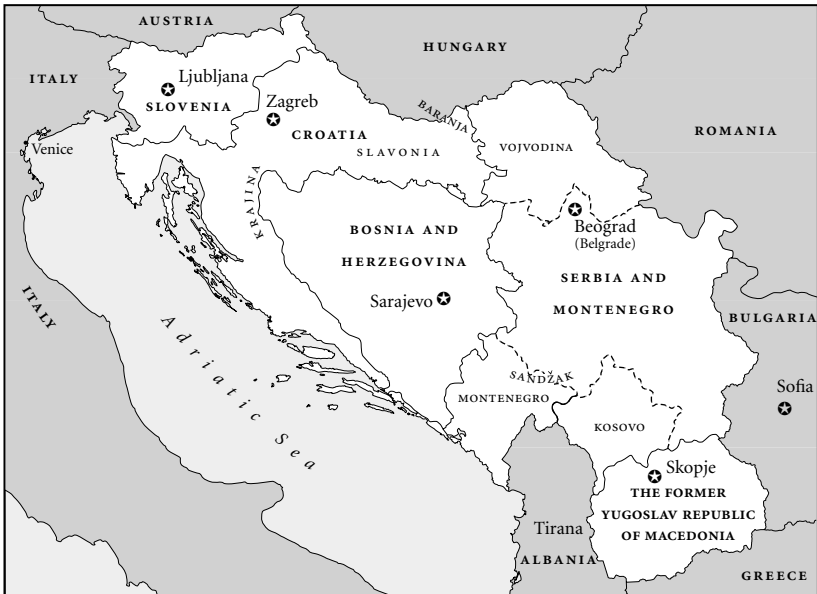 AUSTRIA
HUNGARY
ITALY
Ljubljana
SLOVENIA
Zagreb
CROATIA
BARANJA
SLAVONIA
VOJVODINA
ROMANIA
Venice
KRAJINA
BOSNIA AND
HERZEGOVINA
Sarajevo
Beograd
(Belgrade)
SERBIA AND
MONTENEGRO
ITALY
Adriatic Sea
BULGARIA
Sofia
SANDŽAK
MONTENEGRO
KOSOVO
Skopje
THE FORMER
YUGOSLAV REPUBLIC
OF MACEDONIA
Tirana
ALBANIA
GREECE